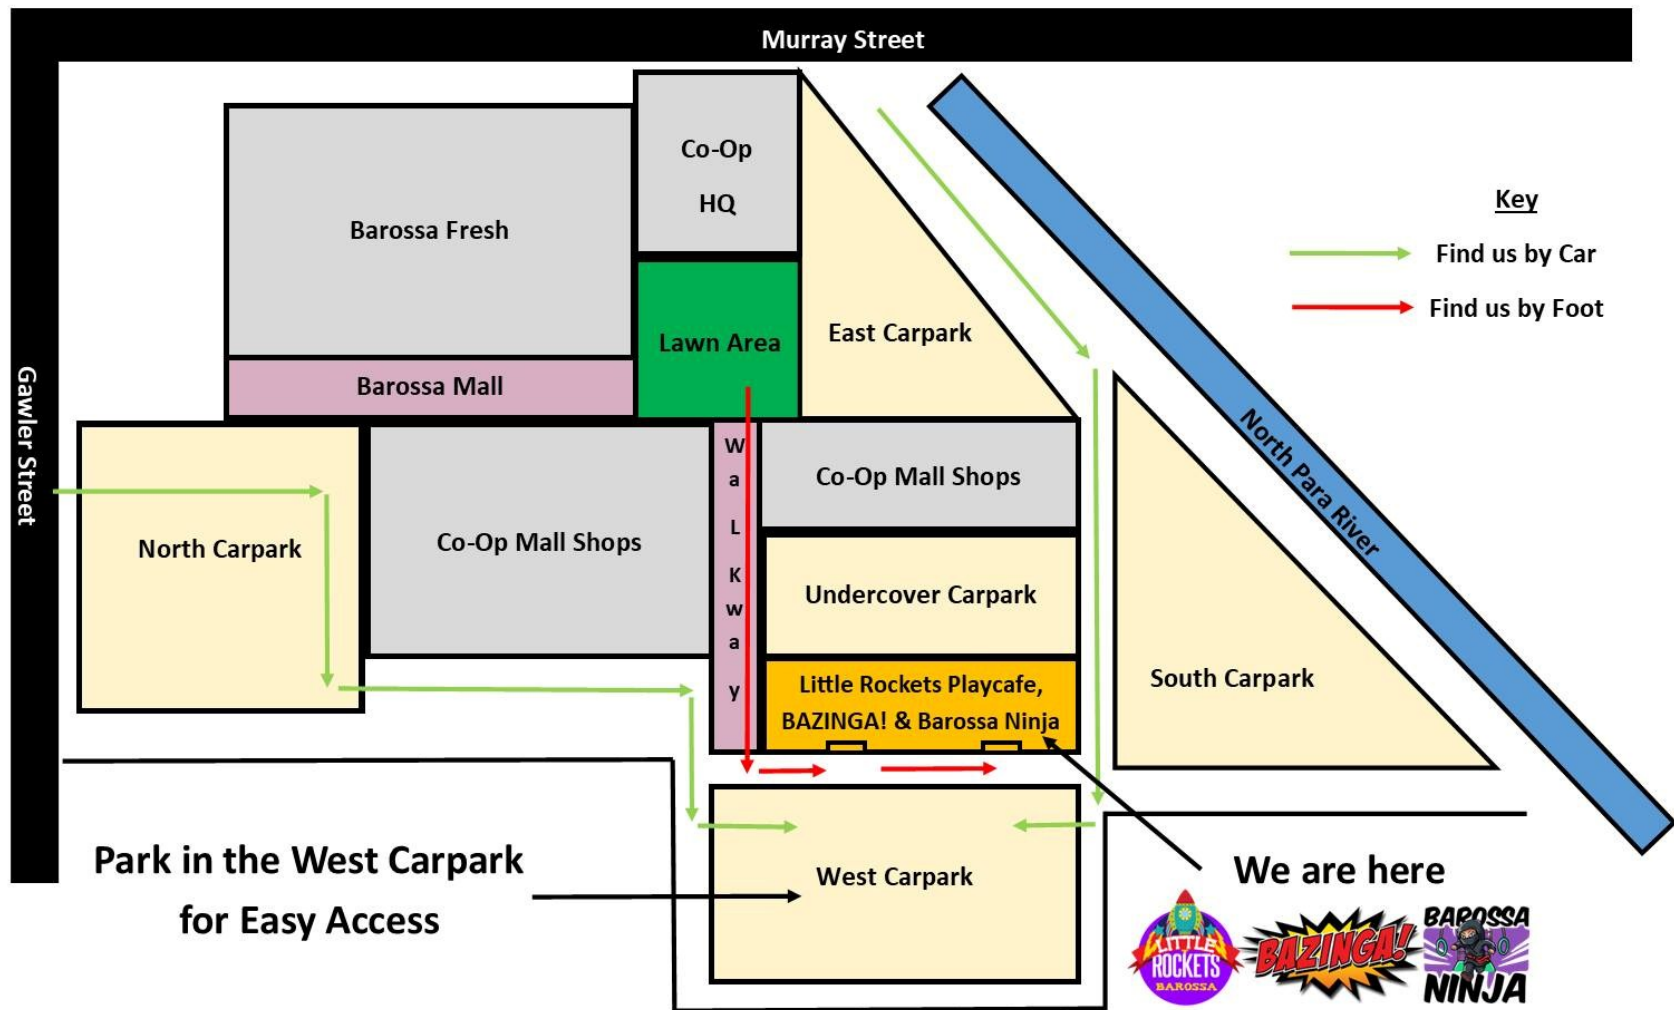 Murray Street
Gawler Street
Co-Op
HQ
Barossa Fresh
Key
Find us by Car
Find us by Foot
Lawn Area
East Carpark
Barossa Mall
North Para River
WaLKway
Co-Op Mall Shops
North Carpark
Co-Op Mall Shops
Undercover Carpark
South Carpark
Little Rockets Playcafe,
BAZINGA! & Barossa Ninja
Park in the West Carpark
for Easy Access
West Carpark
We are here
LITTLE
ROCKETS
BAROSSA
BAZINGA!
BAROSSA
NINJA